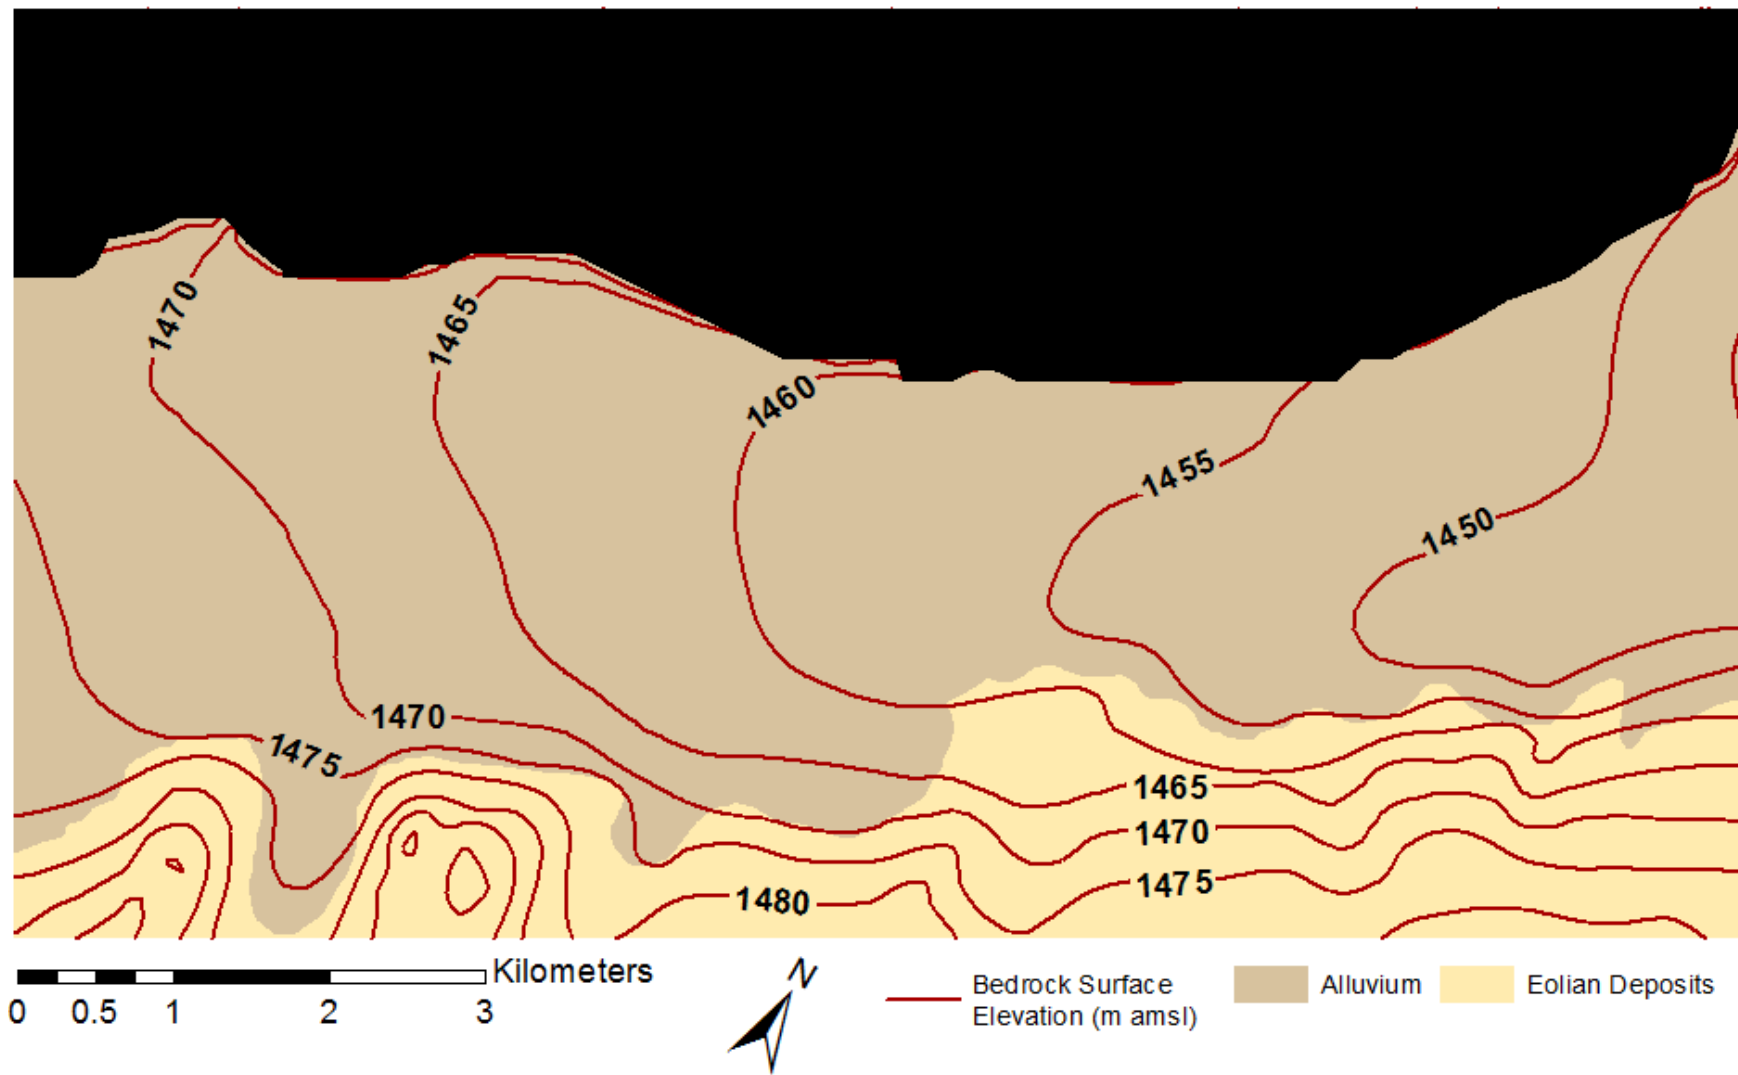 1470
1465
1460
1455
1450
1470
1475
1465
1470
1475
1480
Kilometers
0 0.5 1 2 3
N
Bedrock Surface
Elevation (m amsl)
Alluvium
Eolian Deposits